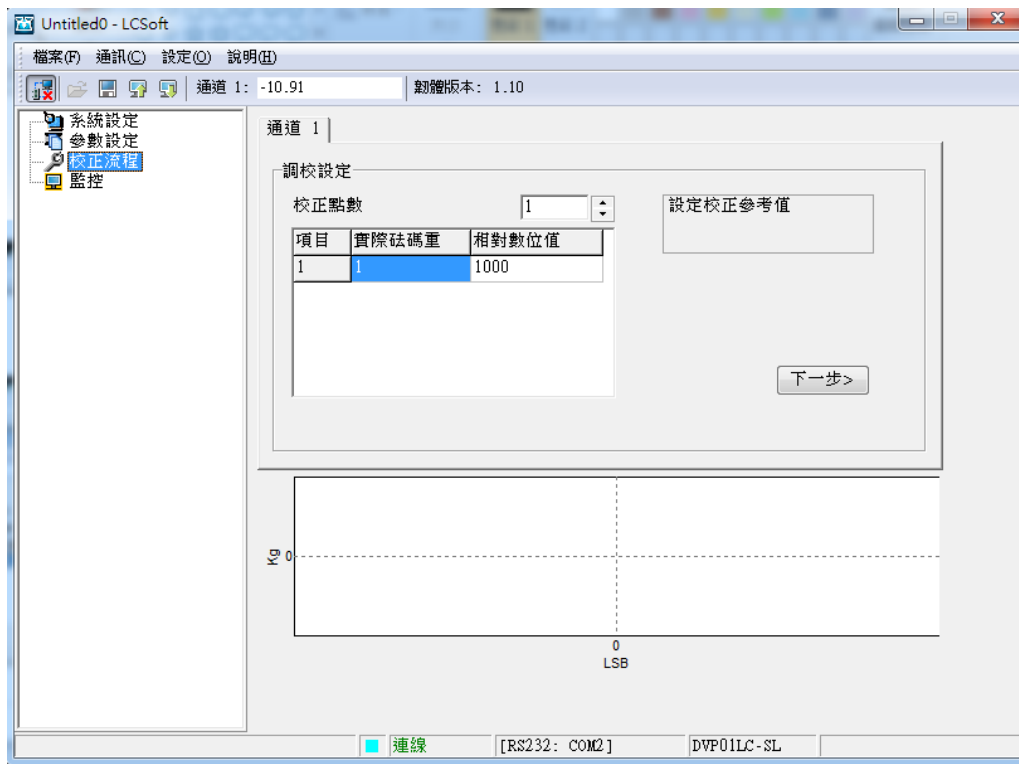 Untitled0 - LCSoft
檔案(F) 通訊(C) 設定(O) 說明(H)
通道 1: -10.91 韌體版本: 1.10
系統設定
參數設定
校正流程
監控
通道 1
調校設定
校正點數 1
設定校正參考值
項目 實際砝碼重 相對數位值
1 1 1000
下一步>
Kg
0
0
LSB
連線 [RS232: COM2] DVP01LC-SL